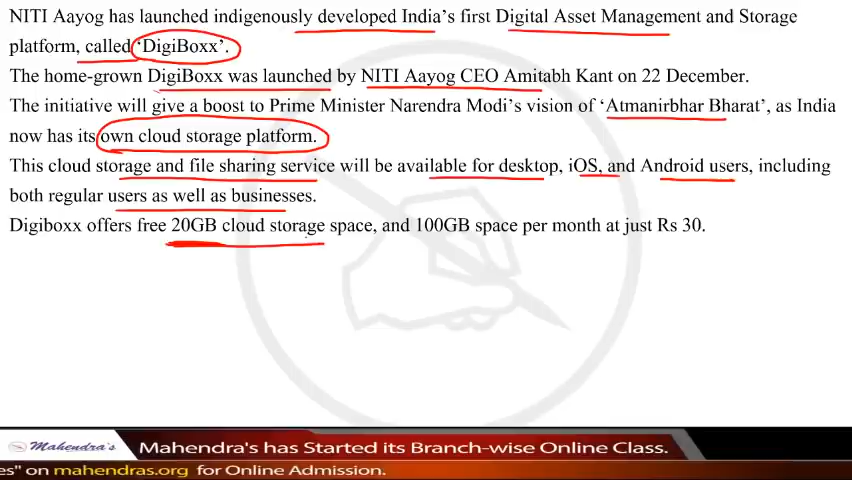 NITI Aayog has launched indigenously developed India's first Digital Asset Management and Storage
platform, called 'DigiBoxx'.
The home-grown DigiBoxx was launched by NITI Aayog CEO Amitabh Kant on 22 December.
The initiative will give a boost to Prime Minister Narendra Modi's vision of 'Atmanirbhar Bharat', as India
now has its own cloud storage platform.
This cloud storage and file sharing service will be available for desktop, iOS, and Android users, including
both regular users as well as businesses.
Digiboxx offers free 20GB cloud storage space, and 100GB space per month at just Rs 30.
Mahendra's Mahendra's has Started its Branch-wise Online Class.
es" on mahendras.org for Online Admission.